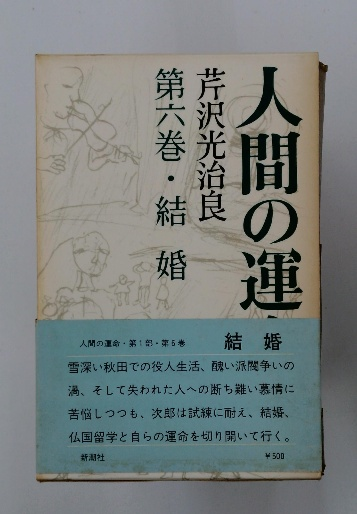 人間の運
芹沢光治良
第六巻・結婚
人間の運命・第1部・第6巻
結婚
雪深い秋田での役人生活、醜い派閥争いの
渦、そして失われた人への断ち難い慕情に
苦悩しつつも、次郎は試練に耐え、結婚、
仏国留学と自らの運命を切り開いて行く。
新潮社
¥500